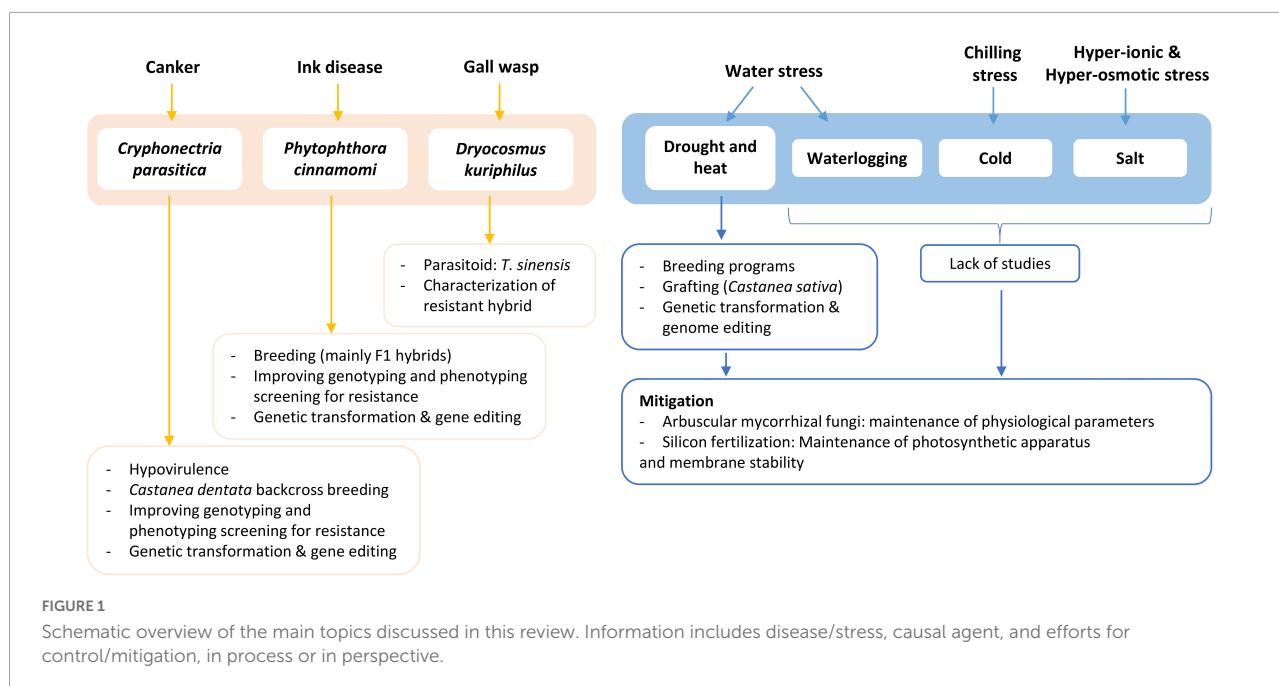 Canker
Ink disease
Gall wasp
Cryphonectria
parasitica
Phytophthora
cinnamomi
Dryocosmus
kuriphilus
- Parasitoid: T. sinensis
- Characterization of
resistant hybrid
- Breeding (mainly F1 hybrids)
- Improving genotyping and phenotyping
screening for resistance
- Genetic transformation & gene editing
- Hypovirulence
- Castanea dentata backcross breeding
- Improving genotyping and
phenotyping screening for resistance
- Genetic transformation & gene editing
Water stress
Chilling
stress
Hyper-ionic &
Hyper-osmotic stress
Drought and
heat
Waterlogging
Cold
Salt
- Breeding programs
- Grafting (Castanea sativa)
- Genetic transformation &
genome editing
Lack of studies
Mitigation
- Arbuscular mycorrhizal fungi: maintenance of physiological parameters
- Silicon fertilization: Maintenance of photosynthetic apparatus
and membrane stability
FIGURE 1
Schematic overview of the main topics discussed in this review. Information includes disease/stress, causal agent, and efforts for
control/mitigation, in process or in perspective.